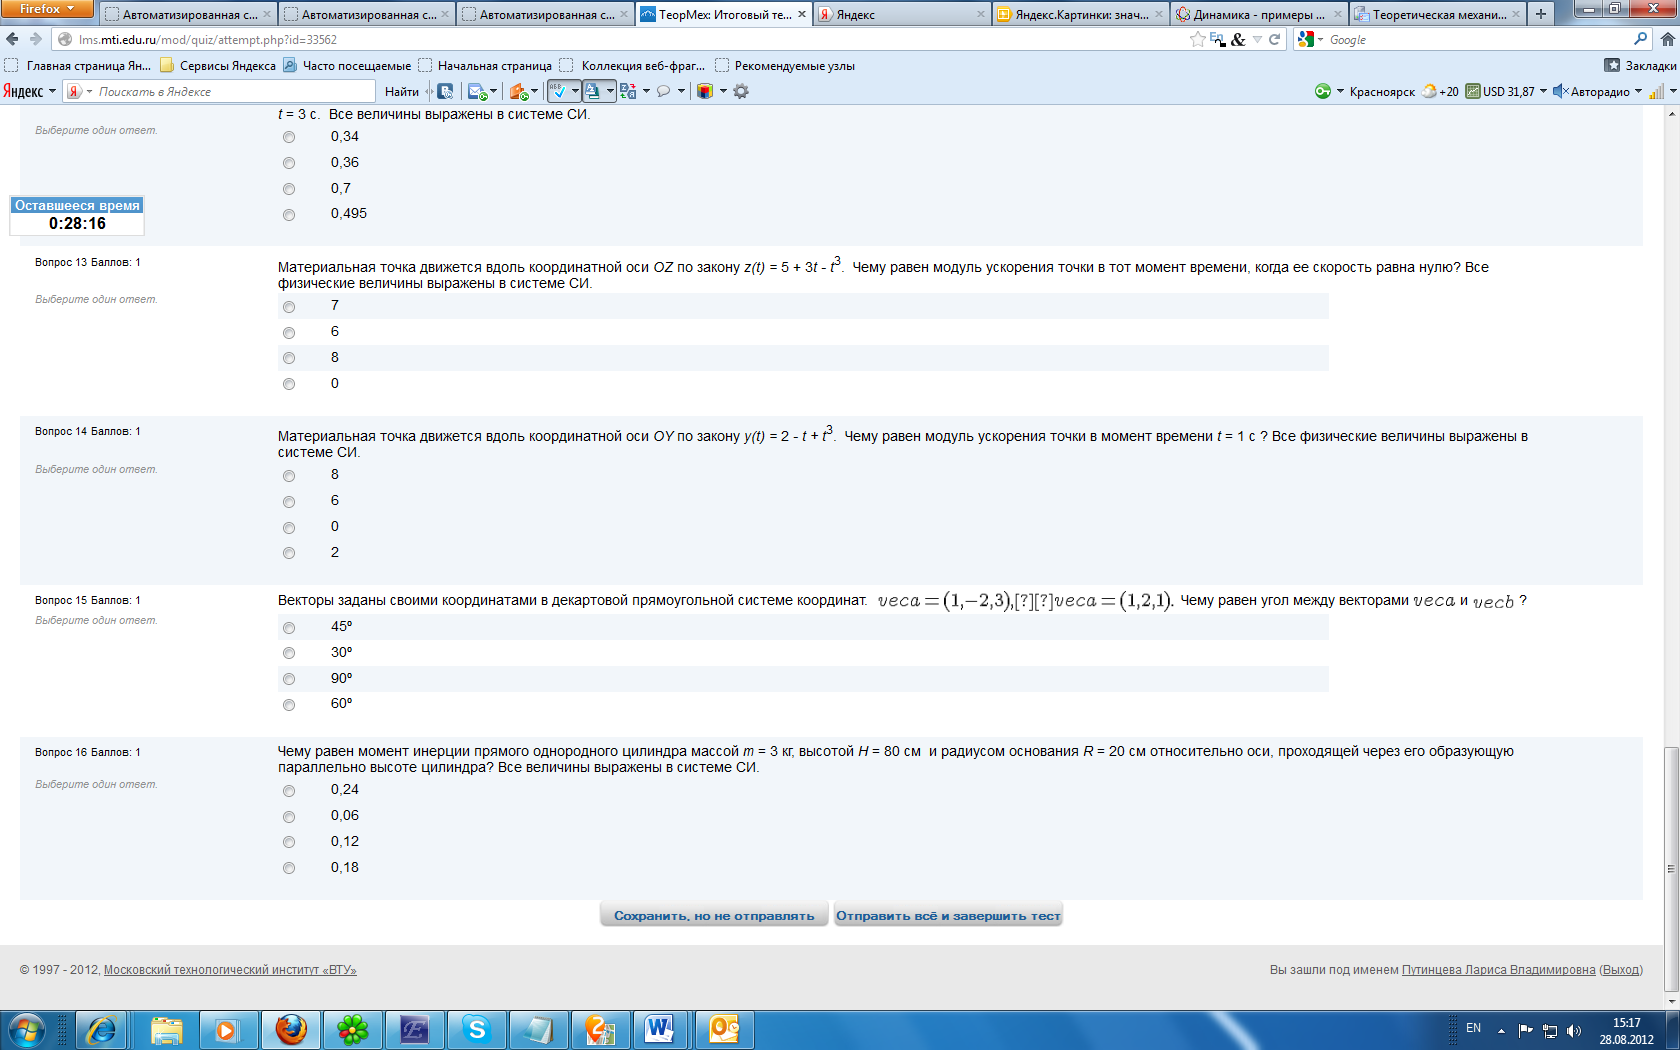 Firefox
Автоматизированная с...
Автоматизированная с...
Автоматизированная с...
ТеорМех: Итоговый те...
Яндекс
Яндекс.Картинки: знач...
Динамика - примеры ...
Теоретическая механи...
lms.mti.edu.ru/mod/quiz/attempt.php?id=33562
Google
Главная страница Ян...
Сервисы Яндекса
Часто посещаемые
Начальная страница
Коллекция веб-фраг...
Рекомендуемые узлы
Закладки
Яндекс
Поискать в Яндексе
Найти
Красноярск
+20
USD 31,87
Авторадио
t = 3 с. Все величины выражены в системе СИ.
Выберите один ответ.
0,34
0,36
0,7
0,495
Оставшееся время
0:28:16
Вопрос 13 Баллов: 1
Материальная точка движется вдоль координатной оси OZ по закону z(t) = 5 + 3t - t³. Чему равен модуль ускорения точки в тот момент времени, когда ее скорость равна нулю? Все
физические величины выражены в системе СИ.
Выберите один ответ.
7
6
8
0
Вопрос 14 Баллов: 1
Материальная точка движется вдоль координатной оси OY по закону y(t) = 2 - t + t³. Чему равен модуль ускорения точки в момент времени t = 1 с ? Все физические величины выражены в
системе СИ.
Выберите один ответ.
8
6
0
2
Вопрос 15 Баллов: 1
Векторы заданы своими координатами в декартовой прямоугольной системе координат. veca=(1,−2,3),[?][?]veca=(1,2,1). Чему равен угол между векторами veca и vecb ?
Выберите один ответ.
45º
30º
90º
60º
Вопрос 16 Баллов: 1
Чему равен момент инерции прямого однородного цилиндра массой m = 3 кг, высотой H = 80 см и радиусом основания R = 20 см относительно оси, проходящей через его образующую
параллельно высоте цилиндра? Все величины выражены в системе СИ.
Выберите один ответ.
0,24
0,06
0,12
0,18
Сохранить, но не отправлять
Отправить всё и завершить тест
© 1997 - 2012, Московский технологический институт «ВТУ»
Вы зашли под именем Путинцева Лариса Владимировна (Выход)
EN
15:17
28.08.2012